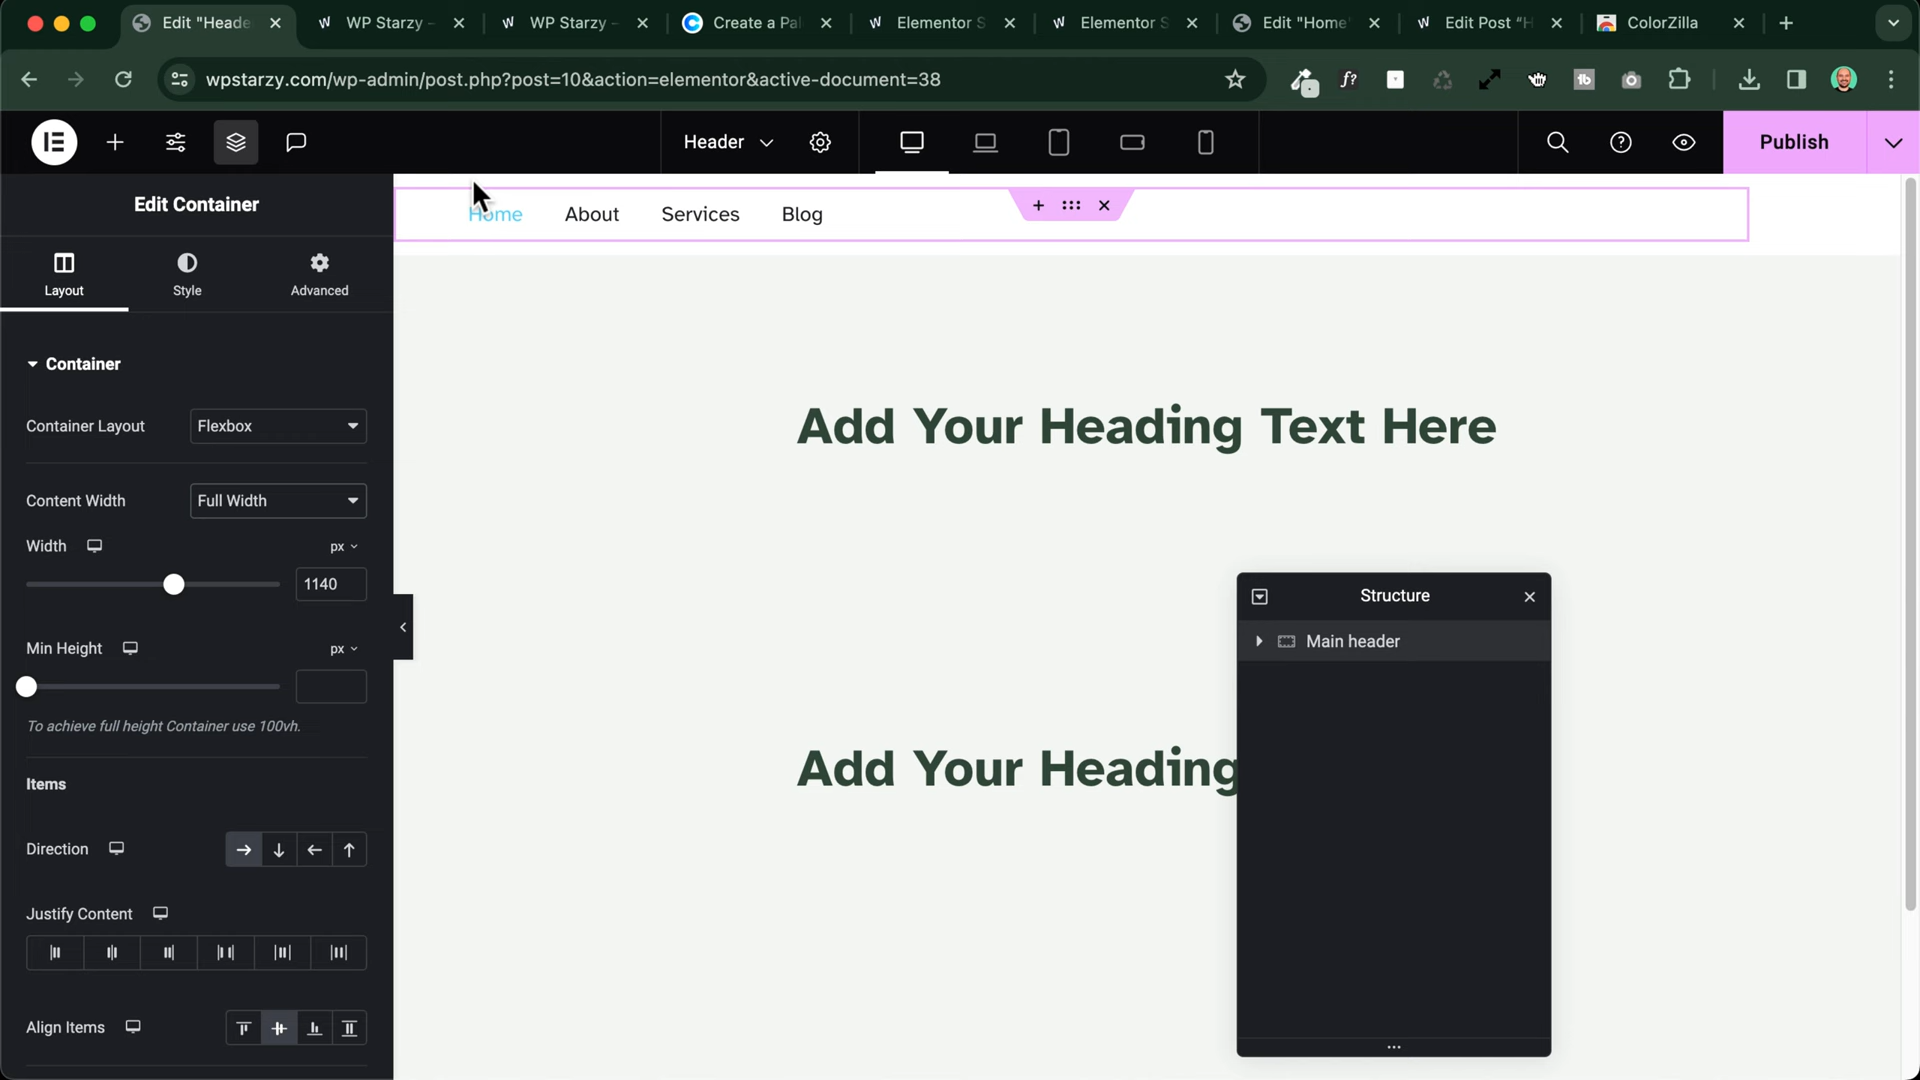 Edit "Heade
WP Starzy -
WP Starzy -
Create a Pal
Elementor S
Elementor S
Edit "Home"
Edit Post "H
ColorZilla
wpstarzy.com/wp-admin/post.php?post=10&action=elementor&active-document=38
f?
tb
Header
Publish
Edit Container
Layout
Style
Advanced
Container
Container Layout
Flexbox
Content Width
Full Width
Width
px
1140
Min Height
px
To achieve full height Container use 100vh.
Items
Direction
Justify Content
Align Items
Home
About
Services
Blog
Add Your Heading Text Here
Add Your Heading
Structure
Main header